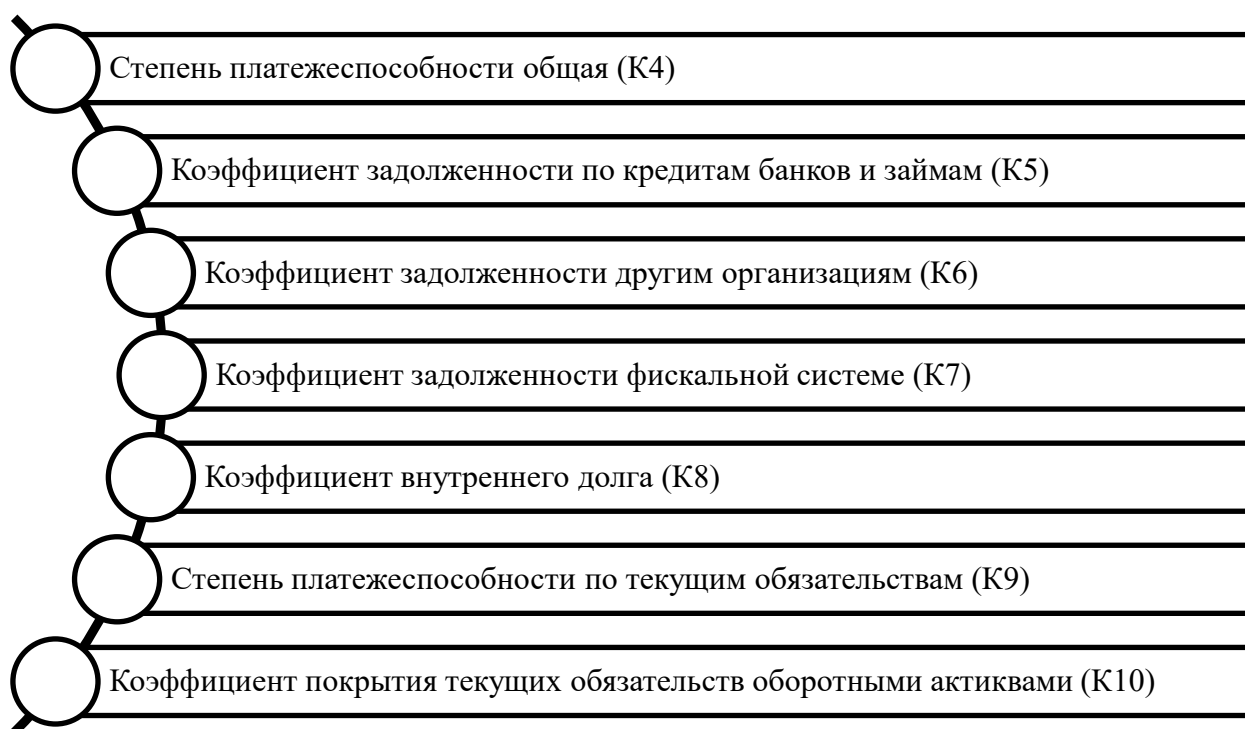 Степень платежеспособности общая (К4)
Коэффициент задолженности по кредитам банков и займам (К5)
Коэффициент задолженности другим организациям (К6)
Коэффициент задолженности фискальной системе (К7)
Коэффициент внутреннего долга (К8)
Степень платежеспособности по текущим обязательствам (К9)
Коэффициент покрытия текущих обязательств оборотными актиквами (К10)